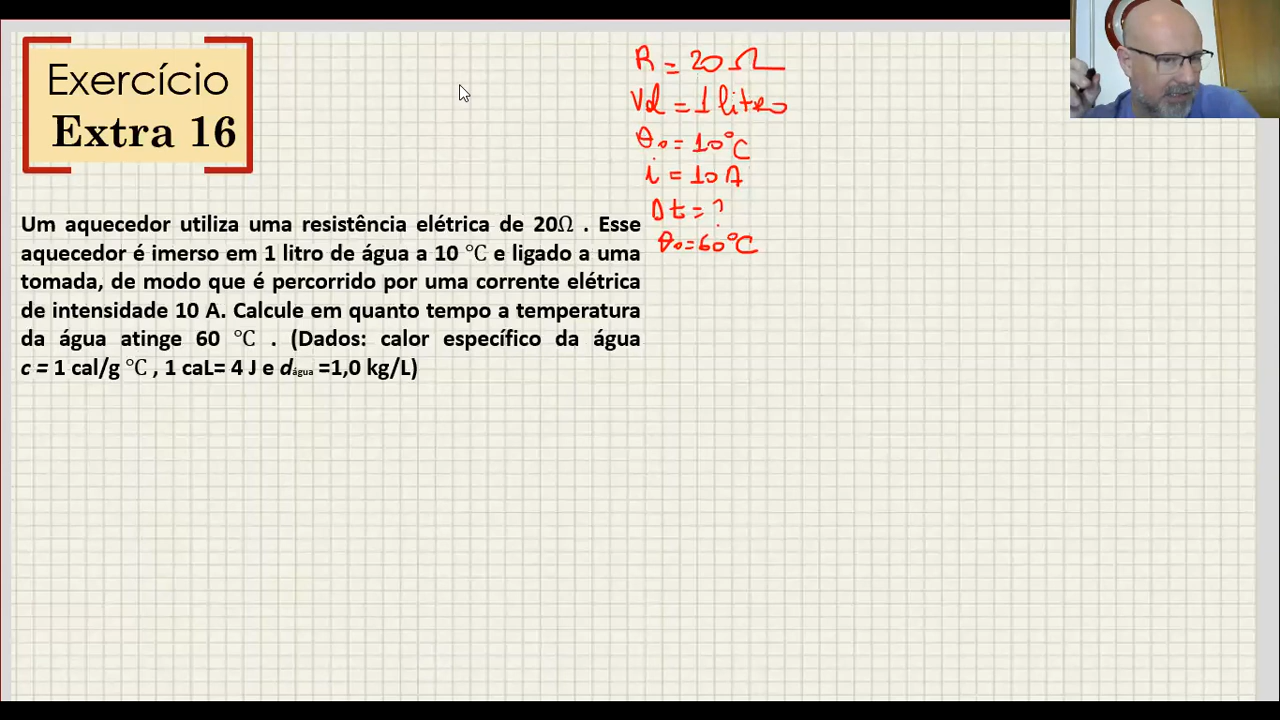 Exercício
Extra 16
R = 20 Ω
Vol = 1 litro
θ₀ = 10°C
i = 10 A
Δt = ?
θ₀ = 60°C
Um aquecedor utiliza uma resistência elétrica de 20Ω . Esse
aquecedor é imerso em 1 litro de água a 10 °C e ligado a uma
tomada, de modo que é percorrido por uma corrente elétrica
de intensidade 10 A. Calcule em quanto tempo a temperatura
da água atinge 60 °C . (Dados: calor específico da água
c = 1 cal/g °C , 1 caL= 4 J e dágua =1,0 kg/L)